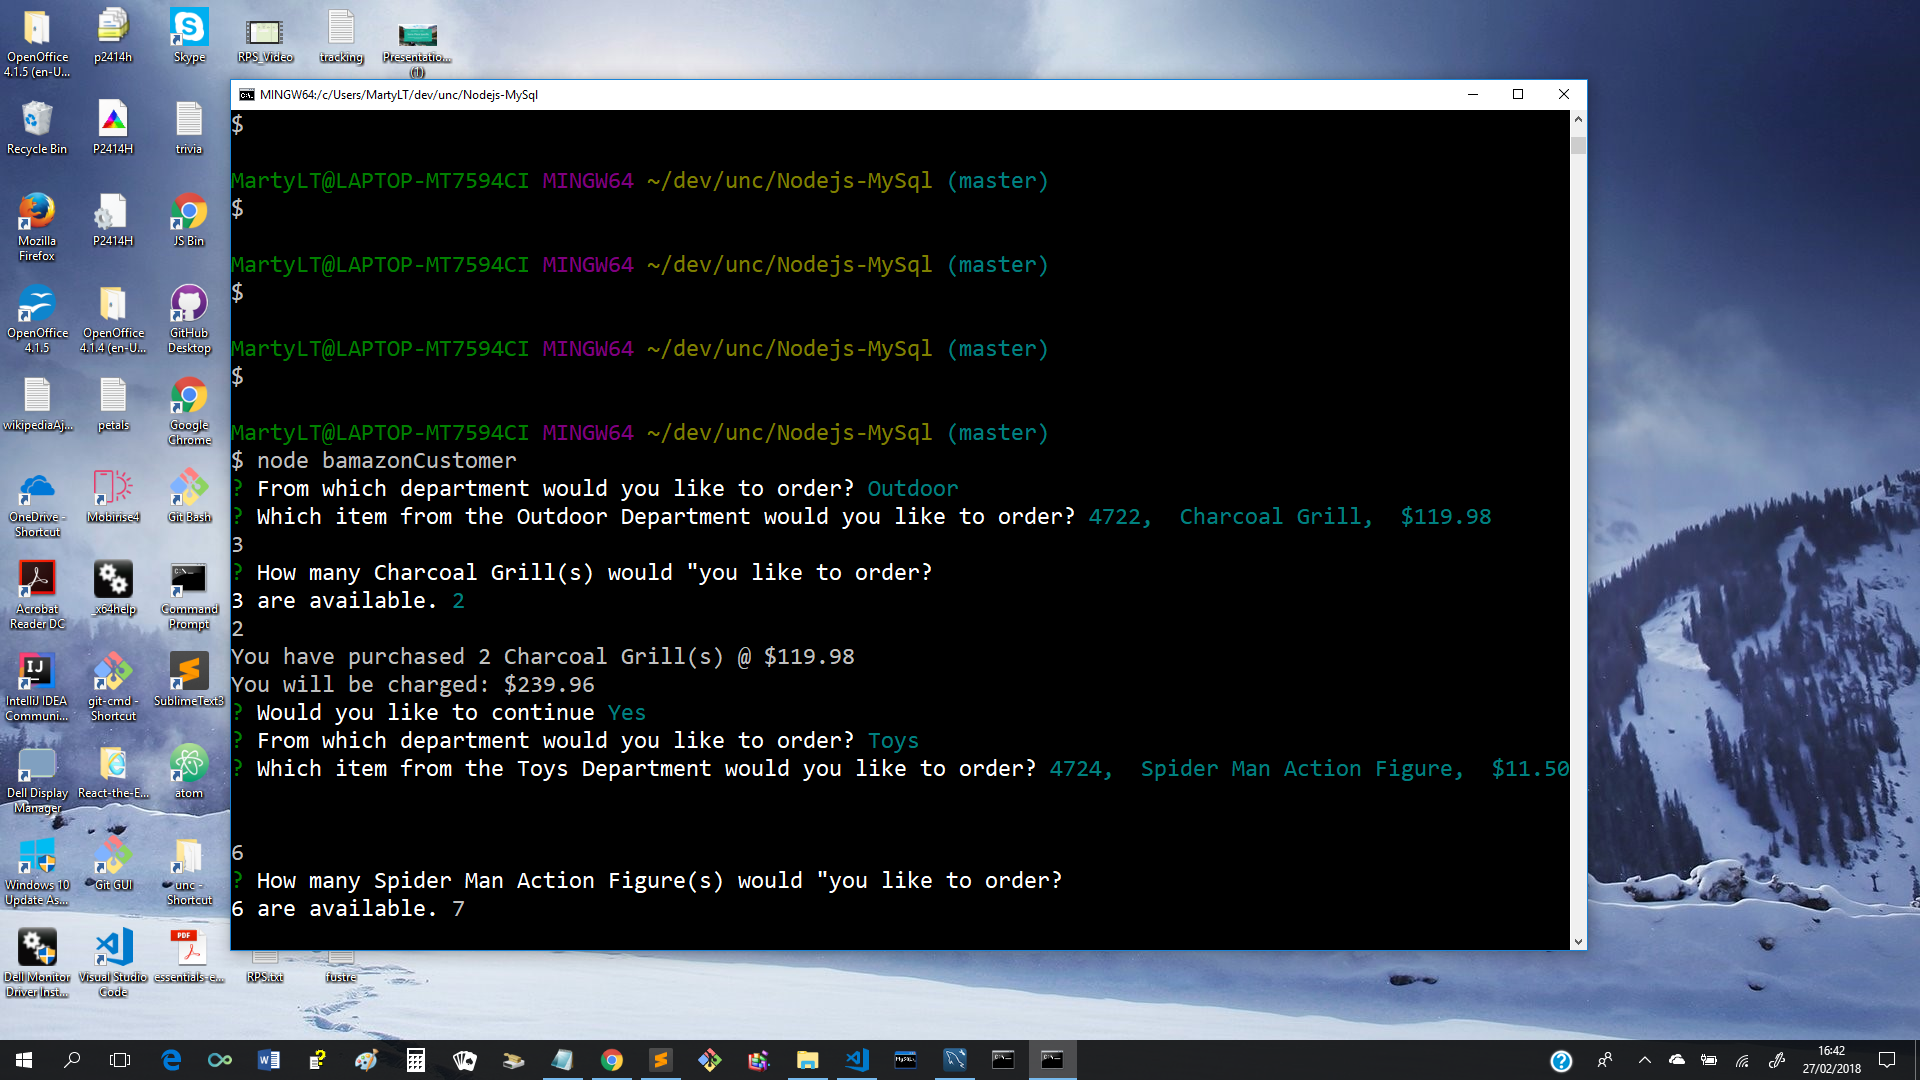 OpenOffice
4.1.5 (en-U...
p2414h
Skype
RPS_Video
tracking
Presentatio...
(1)
MINGW64:/c/Users/MartyLT/dev/unc/Nodejs-MySql
$
MartyLT@LAPTOP-MT7594CI MINGW64 ~/dev/unc/Nodejs-MySql (master)
$
MartyLT@LAPTOP-MT7594CI MINGW64 ~/dev/unc/Nodejs-MySql (master)
$
MartyLT@LAPTOP-MT7594CI MINGW64 ~/dev/unc/Nodejs-MySql (master)
$
MartyLT@LAPTOP-MT7594CI MINGW64 ~/dev/unc/Nodejs-MySql (master)
$ node bamazonCustomer
? From which department would you like to order? Outdoor
? Which item from the Outdoor Department would you like to order? 4722,  Charcoal Grill,  $119.98
3
? How many Charcoal Grill(s) would "you like to order?
3 are available. 2
2
You have purchased 2 Charcoal Grill(s) @ $119.98
You will be charged: $239.96
? Would you like to continue Yes
? From which department would you like to order? Toys
? Which item from the Toys Department would you like to order? 4724,  Spider Man Action Figure,  $11.50
6
? How many Spider Man Action Figure(s) would "you like to order?
6 are available. 7
Recycle Bin
P2414H
trivia
Mozilla
Firefox
P2414H
JS Bin
OpenOffice
4.1.5
OpenOffice
4.1.4 (en-U...
GitHub
Desktop
wikipediaAj...
petals
Google
Chrome
OneDrive -
Shortcut
Mobirise4
Git Bash
Acrobat
Reader DC
_x64help
Command
Prompt
IntelliJ IDEA
Communi...
git-cmd -
Shortcut
SublimeText3
Dell Display
Manager
React-the-E...
atom
Windows 10
Update As...
Git GUI
unc -
Shortcut
Dell Monitor
Driver Inst...
Visual Studio
Code
PDF
essentials-e...
RPS.txt
fustre
16:42
27/02/2018